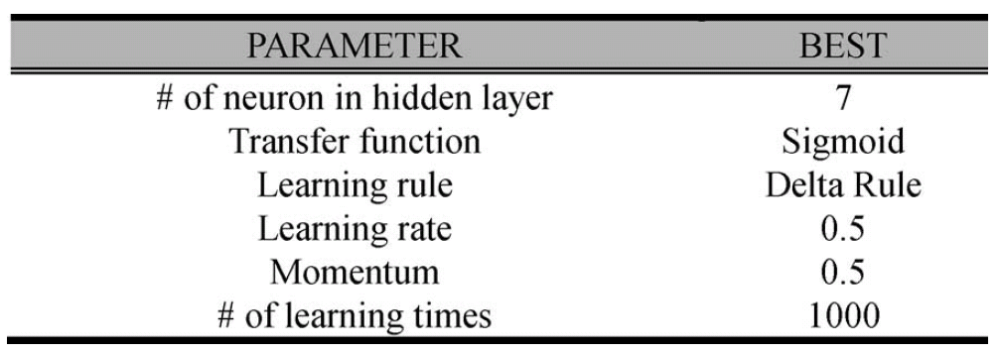 PARAMETER BEST
# of neuron in hidden layer 7
Transfer function Sigmoid
Learning rule Delta Rule
Learning rate 0.5
Momentum 0.5
# of learning times 1000